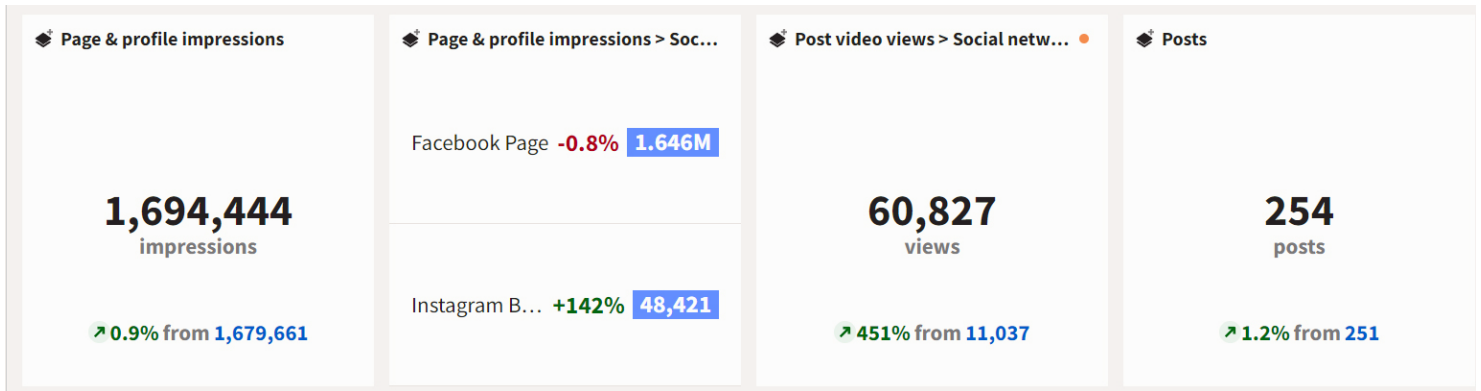 Page & profile impressions
1,694,444
impressions
0.9% from 1,679,661
Page & profile impressions > Soc...
Facebook Page -0.8% 1.646M
Instagram B... +142% 48,421
Post video views > Social netw...
60,827
views
451% from 11,037
Posts
254
posts
1.2% from 251